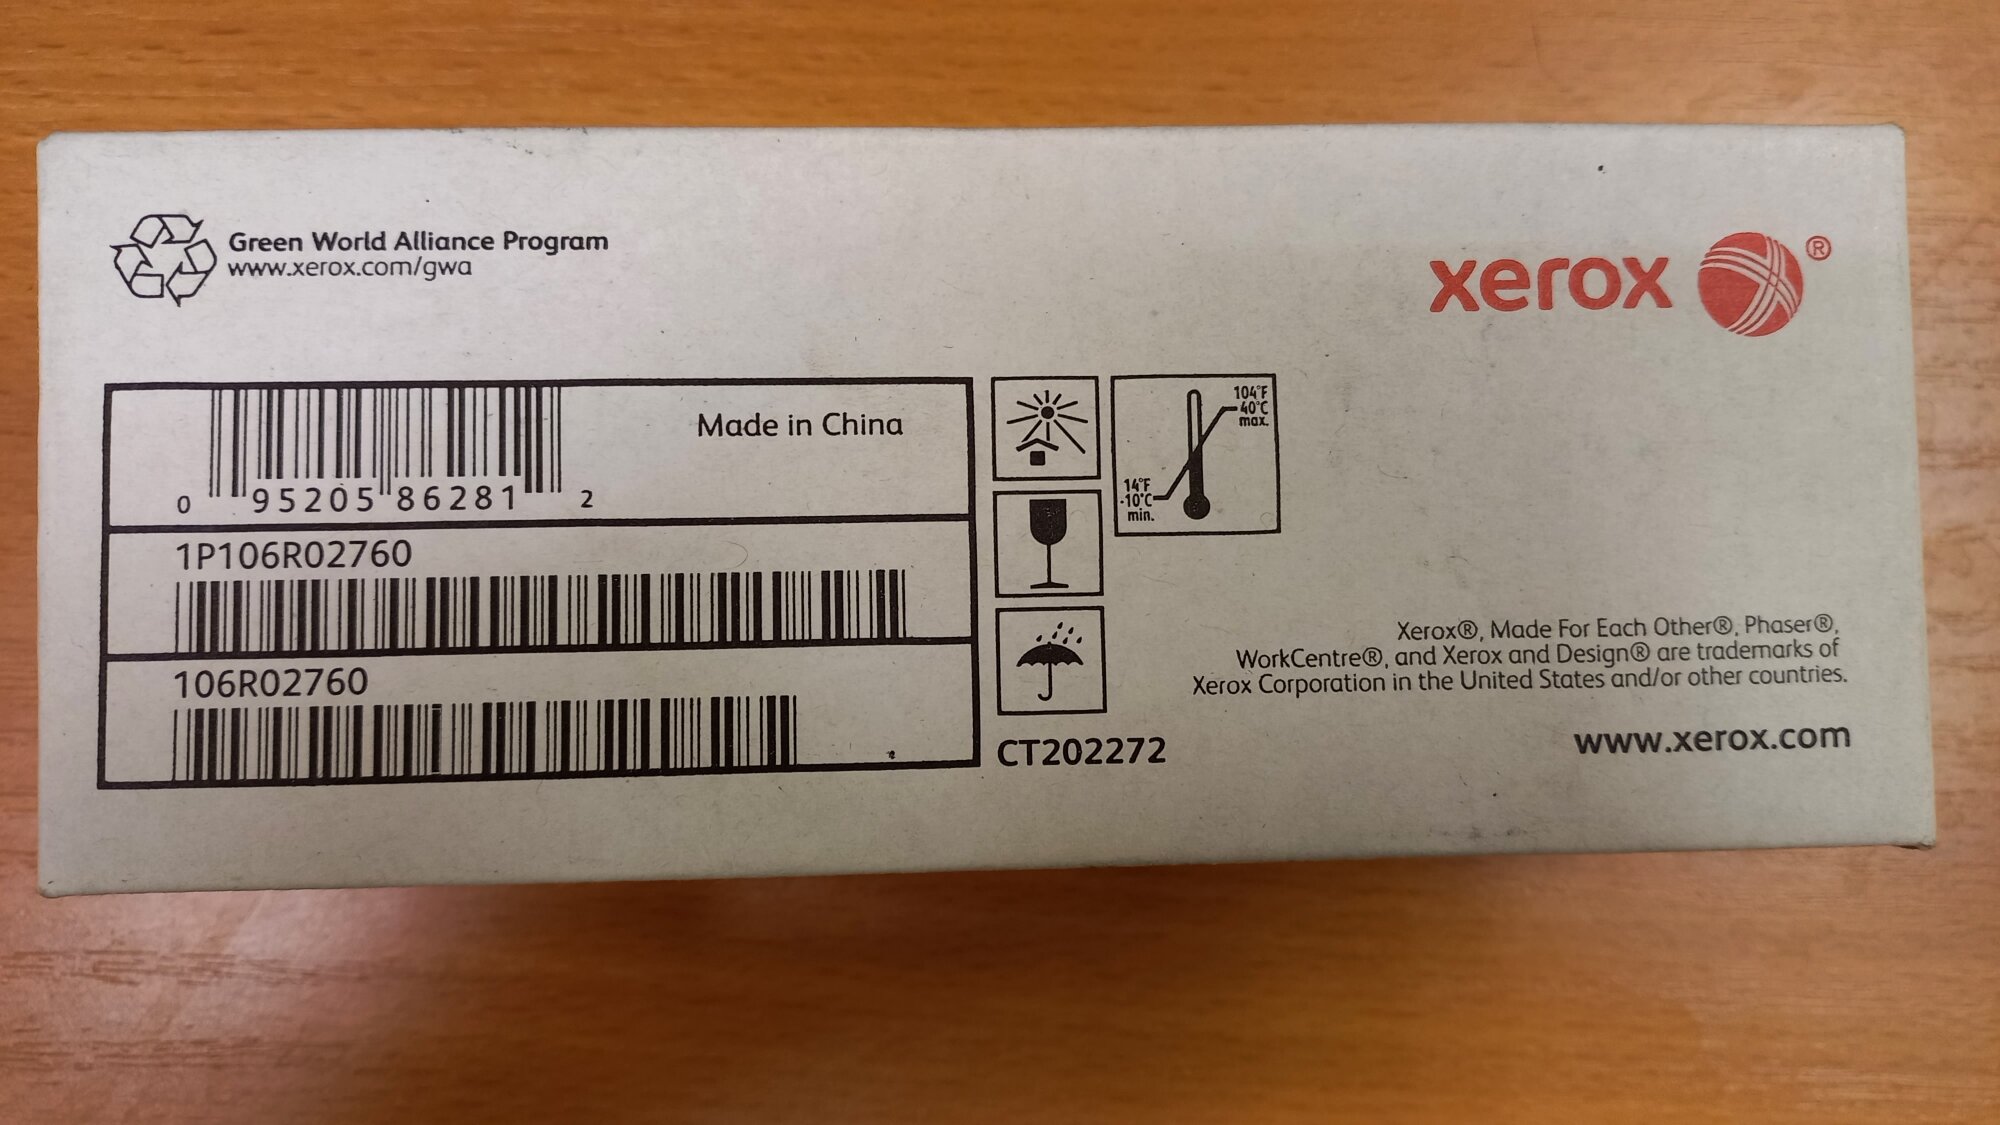 Green World Alliance Program
www.xerox.com/gwa
xerox ®
Made in China
0 95205 86281 2
1P106R02760
106R02760
104°F
40°C
max.
14°F
-10°C
min.
CT202272
Xerox®, Made For Each Other®, Phaser®,
WorkCentre®, and Xerox and Design® are trademarks of
Xerox Corporation in the United States and/or other countries.
www.xerox.com